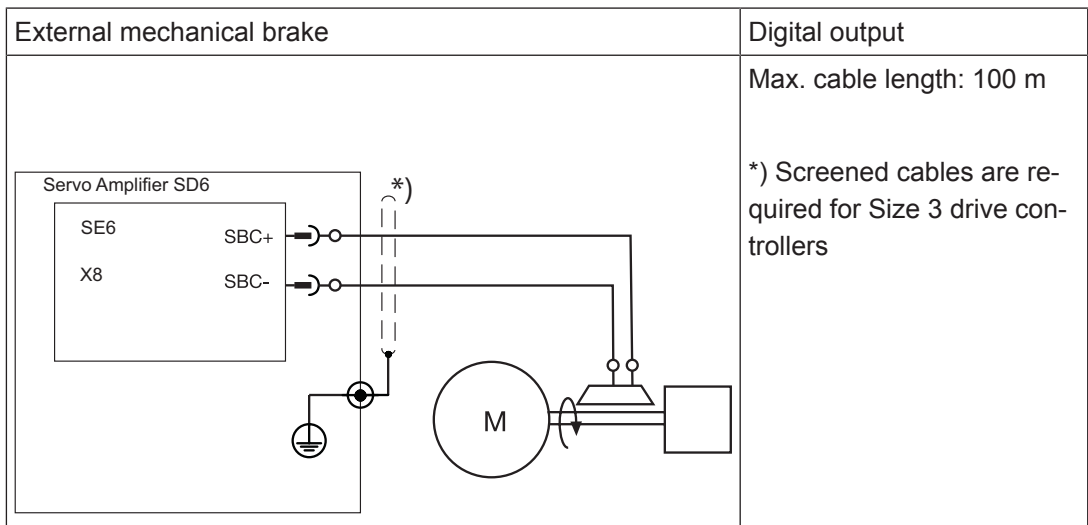 External mechanical brake
Digital output
Max. cable length: 100 m
*) Screened cables are re-
quired for Size 3 drive con-
trollers
Servo Amplifier SD6
*)
SE6
SBC+
X8
SBC-
M